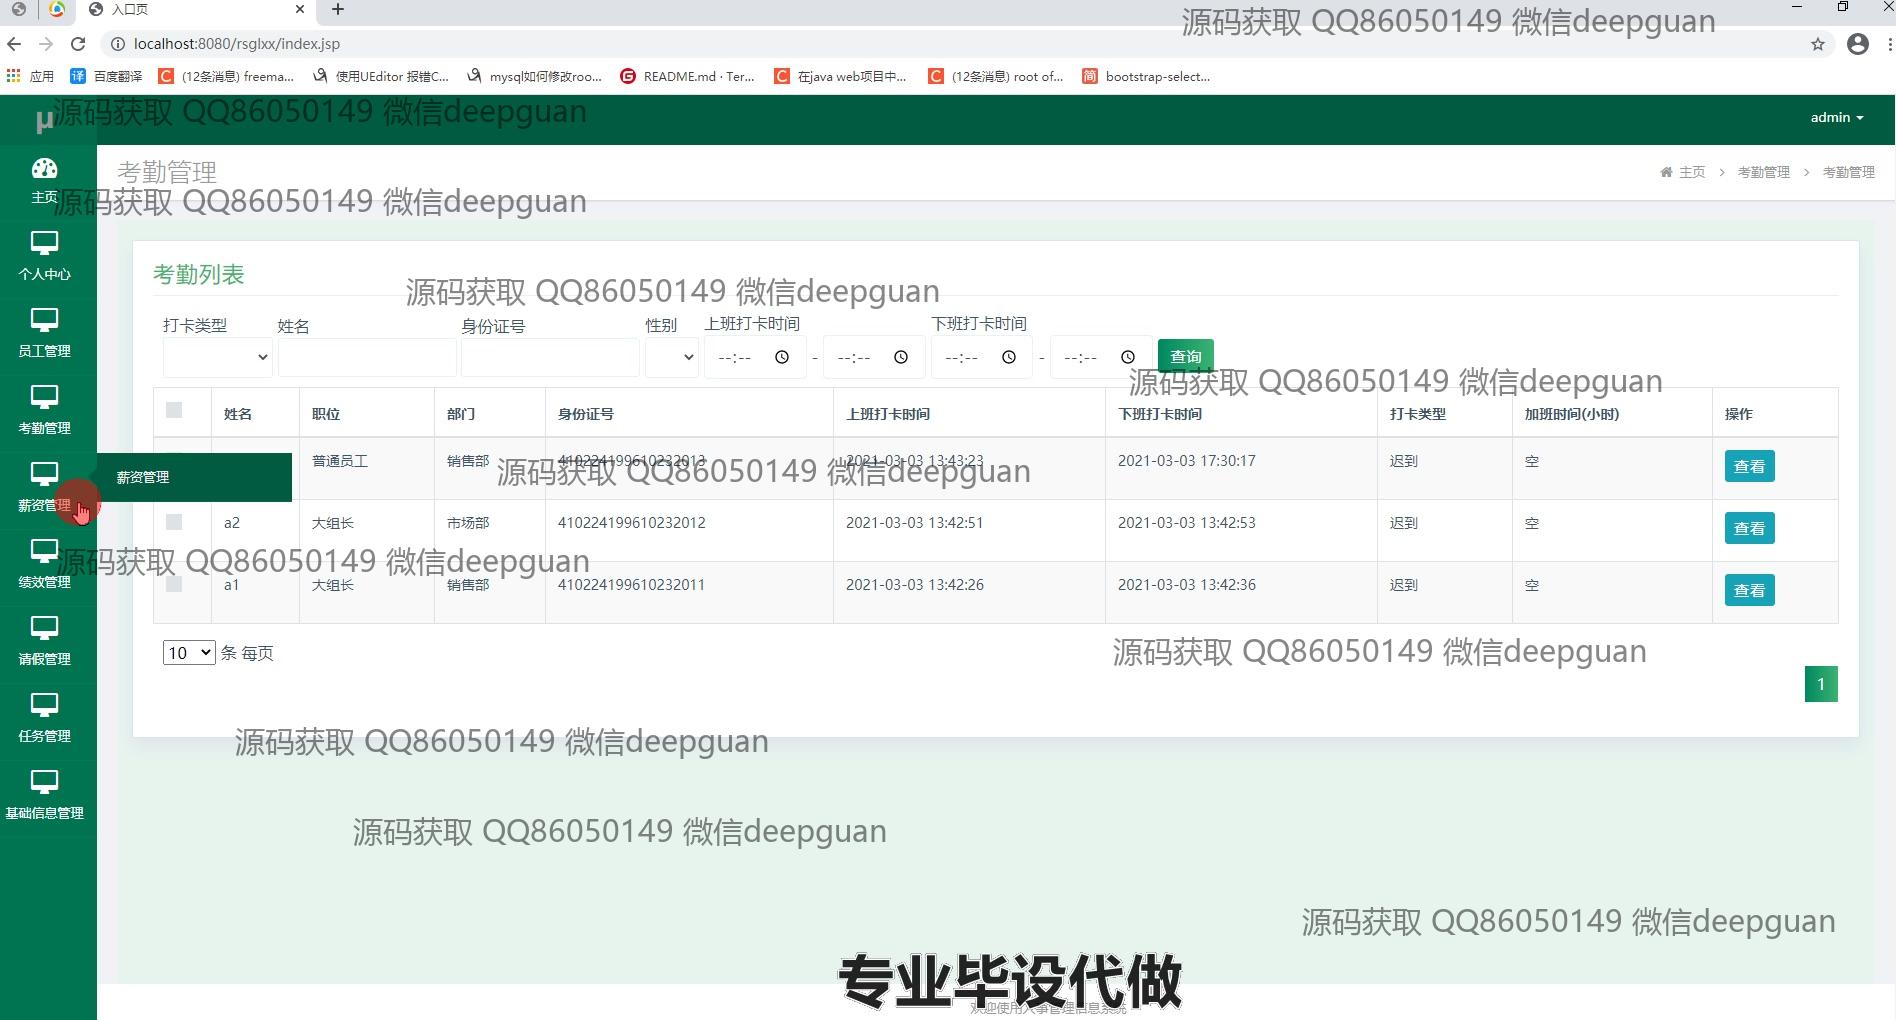 入口页
源码获取 QQ86050149 微信deepguan
localhost:8080/rsglxx/index.jsp
应用
百度翻译
(12条消息) freema...
使用UEditor 报错C...
mysql如何修改roo...
README.md · Ter...
在java web项目中...
(12条消息) root of...
bootstrap-select...
μ
源码获取 QQ86050149 微信deepguan
admin
主页
考勤管理
主页 > 考勤管理 > 考勤管理
源码获取 QQ86050149 微信deepguan
个人中心
员工管理
考勤管理
薪资管理
薪资管理
绩效管理
请假管理
任务管理
基础信息管理
考勤列表
源码获取 QQ86050149 微信deepguan
打卡类型 姓名 身份证号 性别 上班打卡时间 下班打卡时间
--:-- - --:-- --:-- - --:-- 查询
源码获取 QQ86050149 微信deepguan
姓名 职位 部门 身份证号 上班打卡时间 下班打卡时间 打卡类型 加班时间(小时) 操作
普通员工 销售部 410224199610232013 2021-03-03 13:43:23 2021-03-03 17:30:17 迟到 空 查看
源码获取 QQ86050149 微信deepguan
a2 大组长 市场部 410224199610232012 2021-03-03 13:42:51 2021-03-03 13:42:53 迟到 空 查看
源码获取 QQ86050149 微信deepguan
a1 大组长 销售部 410224199610232011 2021-03-03 13:42:26 2021-03-03 13:42:36 迟到 空 查看
10 条 每页
源码获取 QQ86050149 微信deepguan
1
源码获取 QQ86050149 微信deepguan
源码获取 QQ86050149 微信deepguan
源码获取 QQ86050149 微信deepguan
专业毕设代做
欢迎使用人事管理信息系统